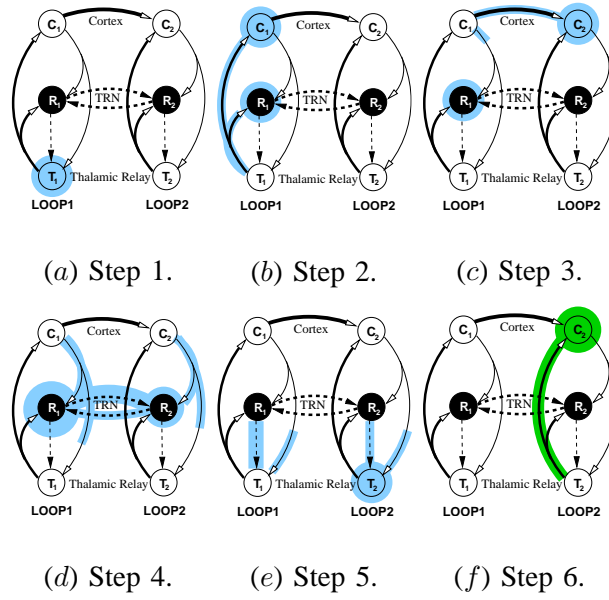 C1 Cortex C2
R1 TRN R2
T1 Thalamic Relay T2
LOOP1 LOOP2
(a) Step 1.
C1 Cortex C2
R1 TRN R2
T1 Thalamic Relay T2
LOOP1 LOOP2
(b) Step 2.
C1 Cortex C2
R1 TRN R2
T1 Thalamic Relay T2
LOOP1 LOOP2
(c) Step 3.
C1 Cortex C2
R1 TRN R2
T1 Thalamic Relay T2
LOOP1 LOOP2
(d) Step 4.
C1 Cortex C2
R1 TRN R2
T1 Thalamic Relay T2
LOOP1 LOOP2
(e) Step 5.
C1 Cortex C2
R1 TRN R2
T1 Thalamic Relay T2
LOOP1 LOOP2
(f) Step 6.